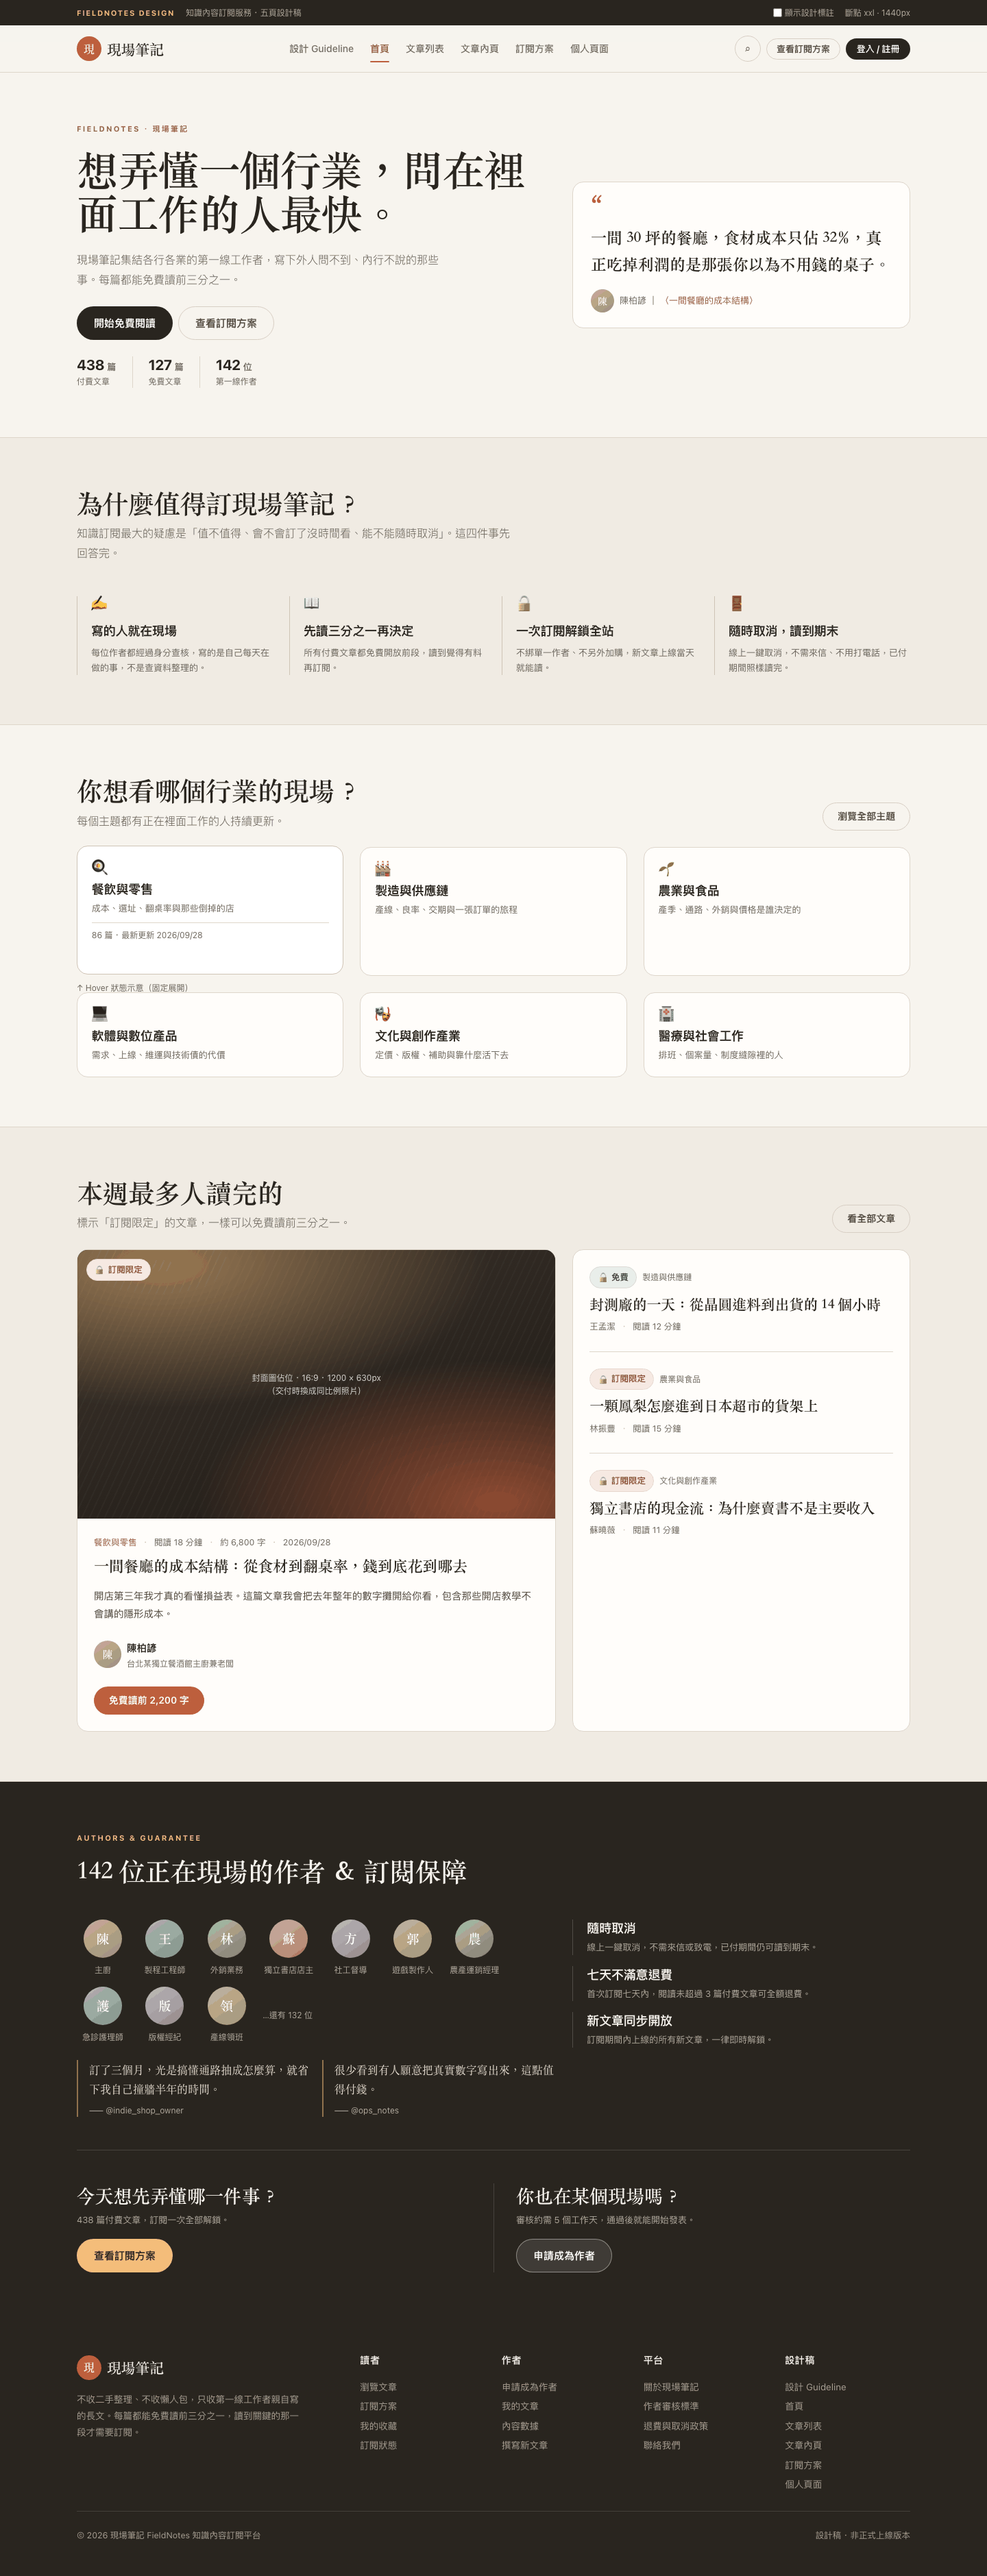 FIELDNOTES DESIGN 知識內容訂閱服務・五頁設計稿
顯示設計標註 斷點 xxl · 1440px
現 現場筆記
設計 Guideline 首頁 文章列表 文章內頁 訂閱方案 個人頁面
查看訂閱方案 登入 / 註冊
FIELDNOTES · 現場筆記
想弄懂一個行業，問在裡
面工作的人最快。
現場筆記集結各行各業的第一線工作者，寫下外人問不到、內行不說的那些
事。每篇都能免費讀前三分之一。
開始免費閱讀 查看訂閱方案
438 篇 127 篇 142 位
付費文章 免費文章 第一線作者
“
一間 30 坪的餐廳，食材成本只佔 32%，真
正吃掉利潤的是那張你以為不用錢的桌子。
陳 陳柏諺 ｜ 〈一間餐廳的成本結構〉
為什麼值得訂現場筆記？
知識訂閱最大的疑慮是「值不值得、會不會訂了沒時間看、能不能隨時取消」。這四件事先
回答完。
寫的人就在現場
每位作者都經過身分查核，寫的是自己每天在
做的事，不是查資料整理的。
先讀三分之一再決定
所有付費文章都免費開放前段，讀到覺得有料
再訂閱。
一次訂閱解鎖全站
不綁單一作者、不另外加購，新文章上線當天
就能讀。
隨時取消，讀到期末
線上一鍵取消，不需來信、不用打電話，已付
期間照樣讀完。
你想看哪個行業的現場？
每個主題都有正在裡面工作的人持續更新。
瀏覽全部主題
餐飲與零售
成本、選址、翻桌率與那些倒掉的店
86 篇・最新更新 2026/09/28
製造與供應鏈
產線、良率、交期與一張訂單的旅程
農業與食品
產季、通路、外銷與價格是誰決定的
↑ Hover 狀態示意（固定展開）
軟體與數位產品
需求、上線、維運與技術債的代價
文化與創作產業
定價、版權、補助與靠什麼活下去
醫療與社會工作
排班、個案量、制度縫隙裡的人
本週最多人讀完的
標示「訂閱限定」的文章，一樣可以免費讀前三分之一。
看全部文章
訂閱限定
封面圖佔位・16:9・1200 × 630px
（交付時換成同比例照片）
餐飲與零售 · 閱讀 18 分鐘 · 約 6,800 字 · 2026/09/28
一間餐廳的成本結構：從食材到翻桌率，錢到底花到哪去
開店第三年我才真的看懂損益表。這篇文章我會把去年整年的數字攤開給你看，包含那些開店教學不
會講的隱形成本。
陳 陳柏諺
台北某獨立餐酒館主廚兼老闆
免費讀前 2,200 字
免費 製造與供應鏈
封測廠的一天：從晶圓進料到出貨的 14 個小時
王孟潔 · 閱讀 12 分鐘
訂閱限定 農業與食品
一顆鳳梨怎麼進到日本超市的貨架上
林振豐 · 閱讀 15 分鐘
訂閱限定 文化與創作產業
獨立書店的現金流：為什麼賣書不是主要收入
蘇曉薇 · 閱讀 11 分鐘
AUTHORS & GUARANTEE
142 位正在現場的作者 ＆ 訂閱保障
陳 王 林 蘇 方 郭 農
主廚 製程工程師 外銷業務 獨立書店店主 社工督導 遊戲製作人 農產運銷經理
護 版 領 …還有 132 位
急診護理師 版權經紀 產線領班
訂了三個月，光是搞懂通路抽成怎麼算，就省
下我自己撞牆半年的時間。
—— @indie_shop_owner
很少看到有人願意把真實數字寫出來，這點值
得付錢。
—— @ops_notes
隨時取消
線上一鍵取消，不需來信或致電，已付期間仍可讀到期末。
七天不滿意退費
首次訂閱七天內，閱讀未超過 3 篇付費文章可全額退費。
新文章同步開放
訂閱期間內上線的所有新文章，一律即時解鎖。
今天想先弄懂哪一件事？
438 篇付費文章，訂閱一次全部解鎖。
查看訂閱方案
你也在某個現場嗎？
審核約需 5 個工作天，通過後就能開始發表。
申請成為作者
現 現場筆記
不收二手整理、不收懶人包，只收第一線工作者親自寫
的長文。每篇都能免費讀前三分之一，讀到關鍵的那一
段才需要訂閱。
讀者
瀏覽文章
訂閱方案
我的收藏
訂閱狀態
作者
申請成為作者
我的文章
內容數據
撰寫新文章
平台
關於現場筆記
作者審核標準
退費與取消政策
聯絡我們
設計稿
設計 Guideline
首頁
文章列表
文章內頁
訂閱方案
個人頁面
© 2026 現場筆記 FieldNotes 知識內容訂閱平台
設計稿・非正式上線版本